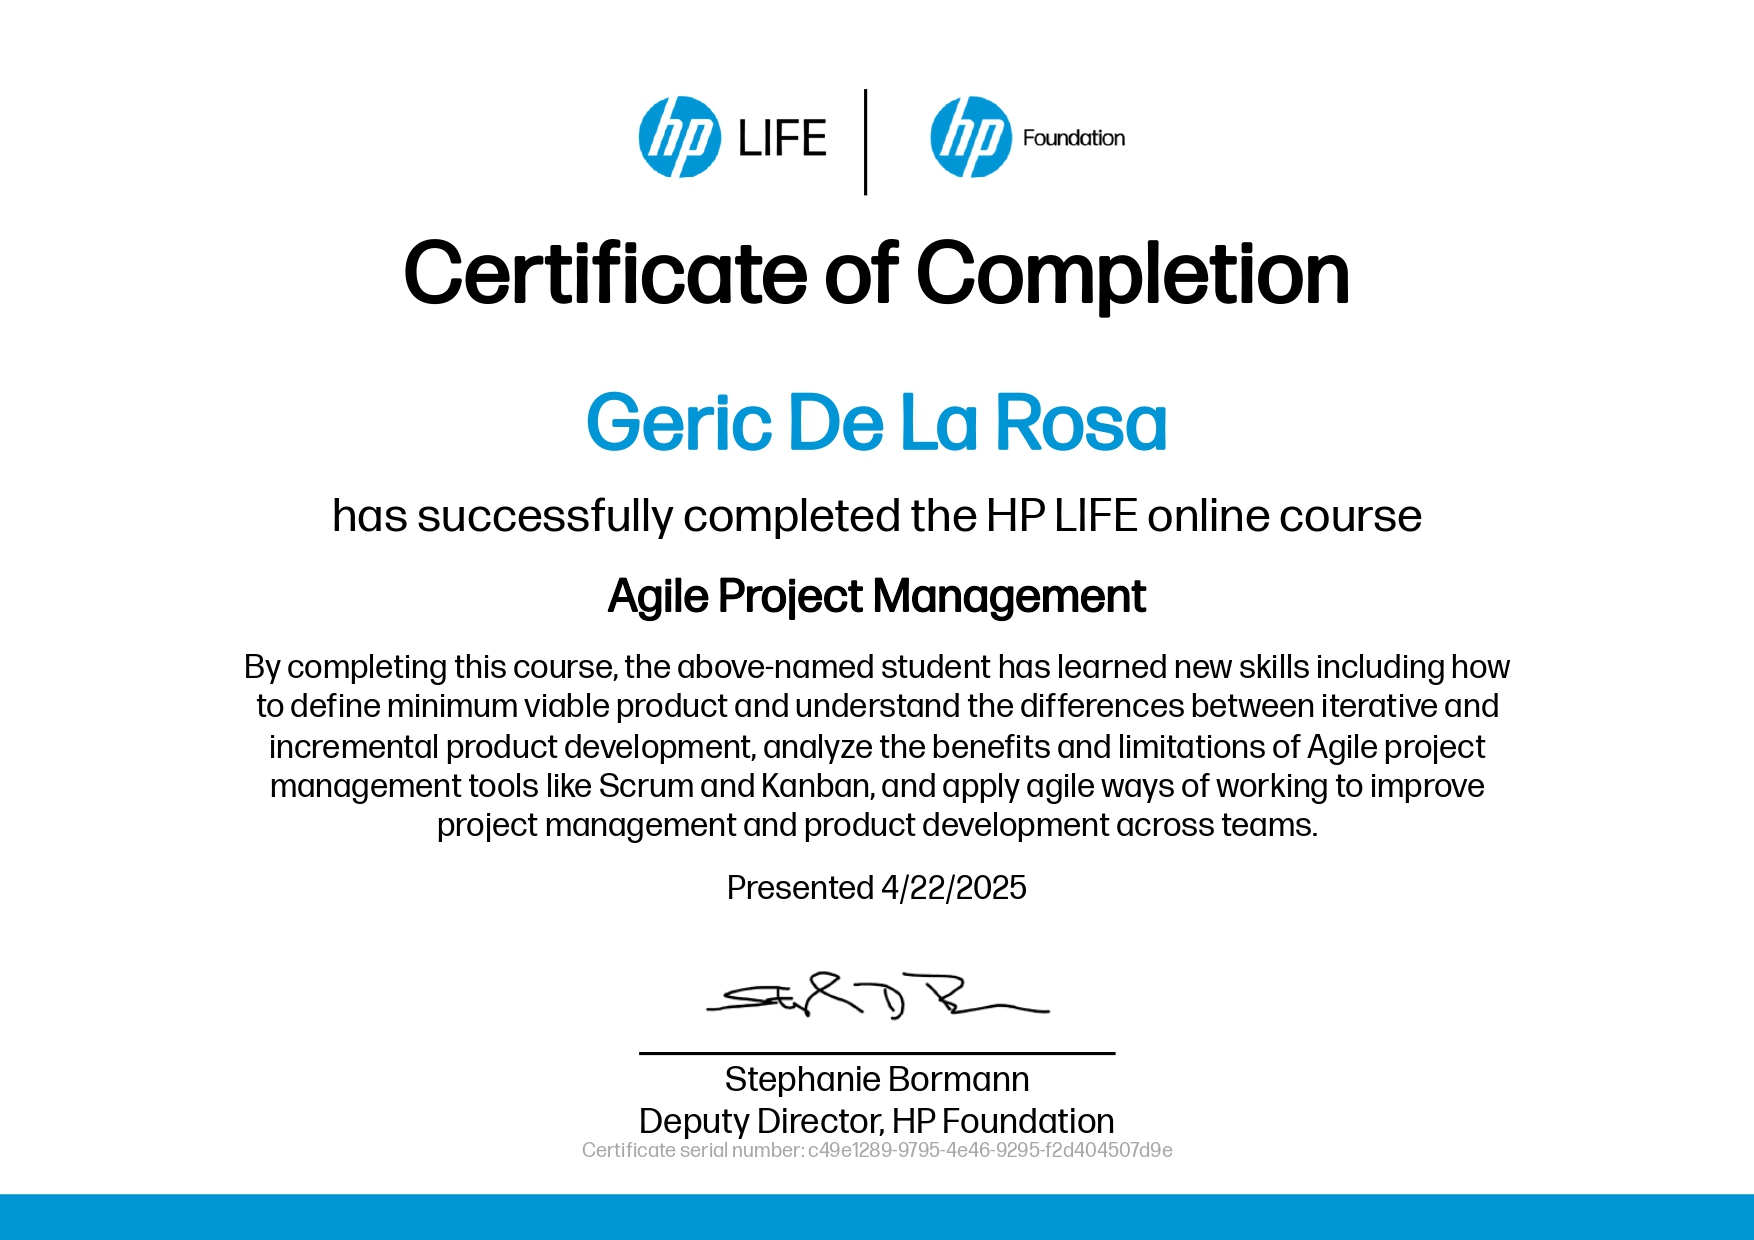 hp LIFE | hp Foundation
Certificate of Completion
Geric De La Rosa
has successfully completed the HP LIFE online course
Agile Project Management
By completing this course, the above-named student has learned new skills including how
to define minimum viable product and understand the differences between iterative and
incremental product development, analyze the benefits and limitations of Agile project
management tools like Scrum and Kanban, and apply agile ways of working to improve
project management and product development across teams.
Presented 4/22/2025
Stephanie Bormann
Deputy Director, HP Foundation
Certificate serial number: c49e1289-9795-4e46-9295-f2d404507d9e